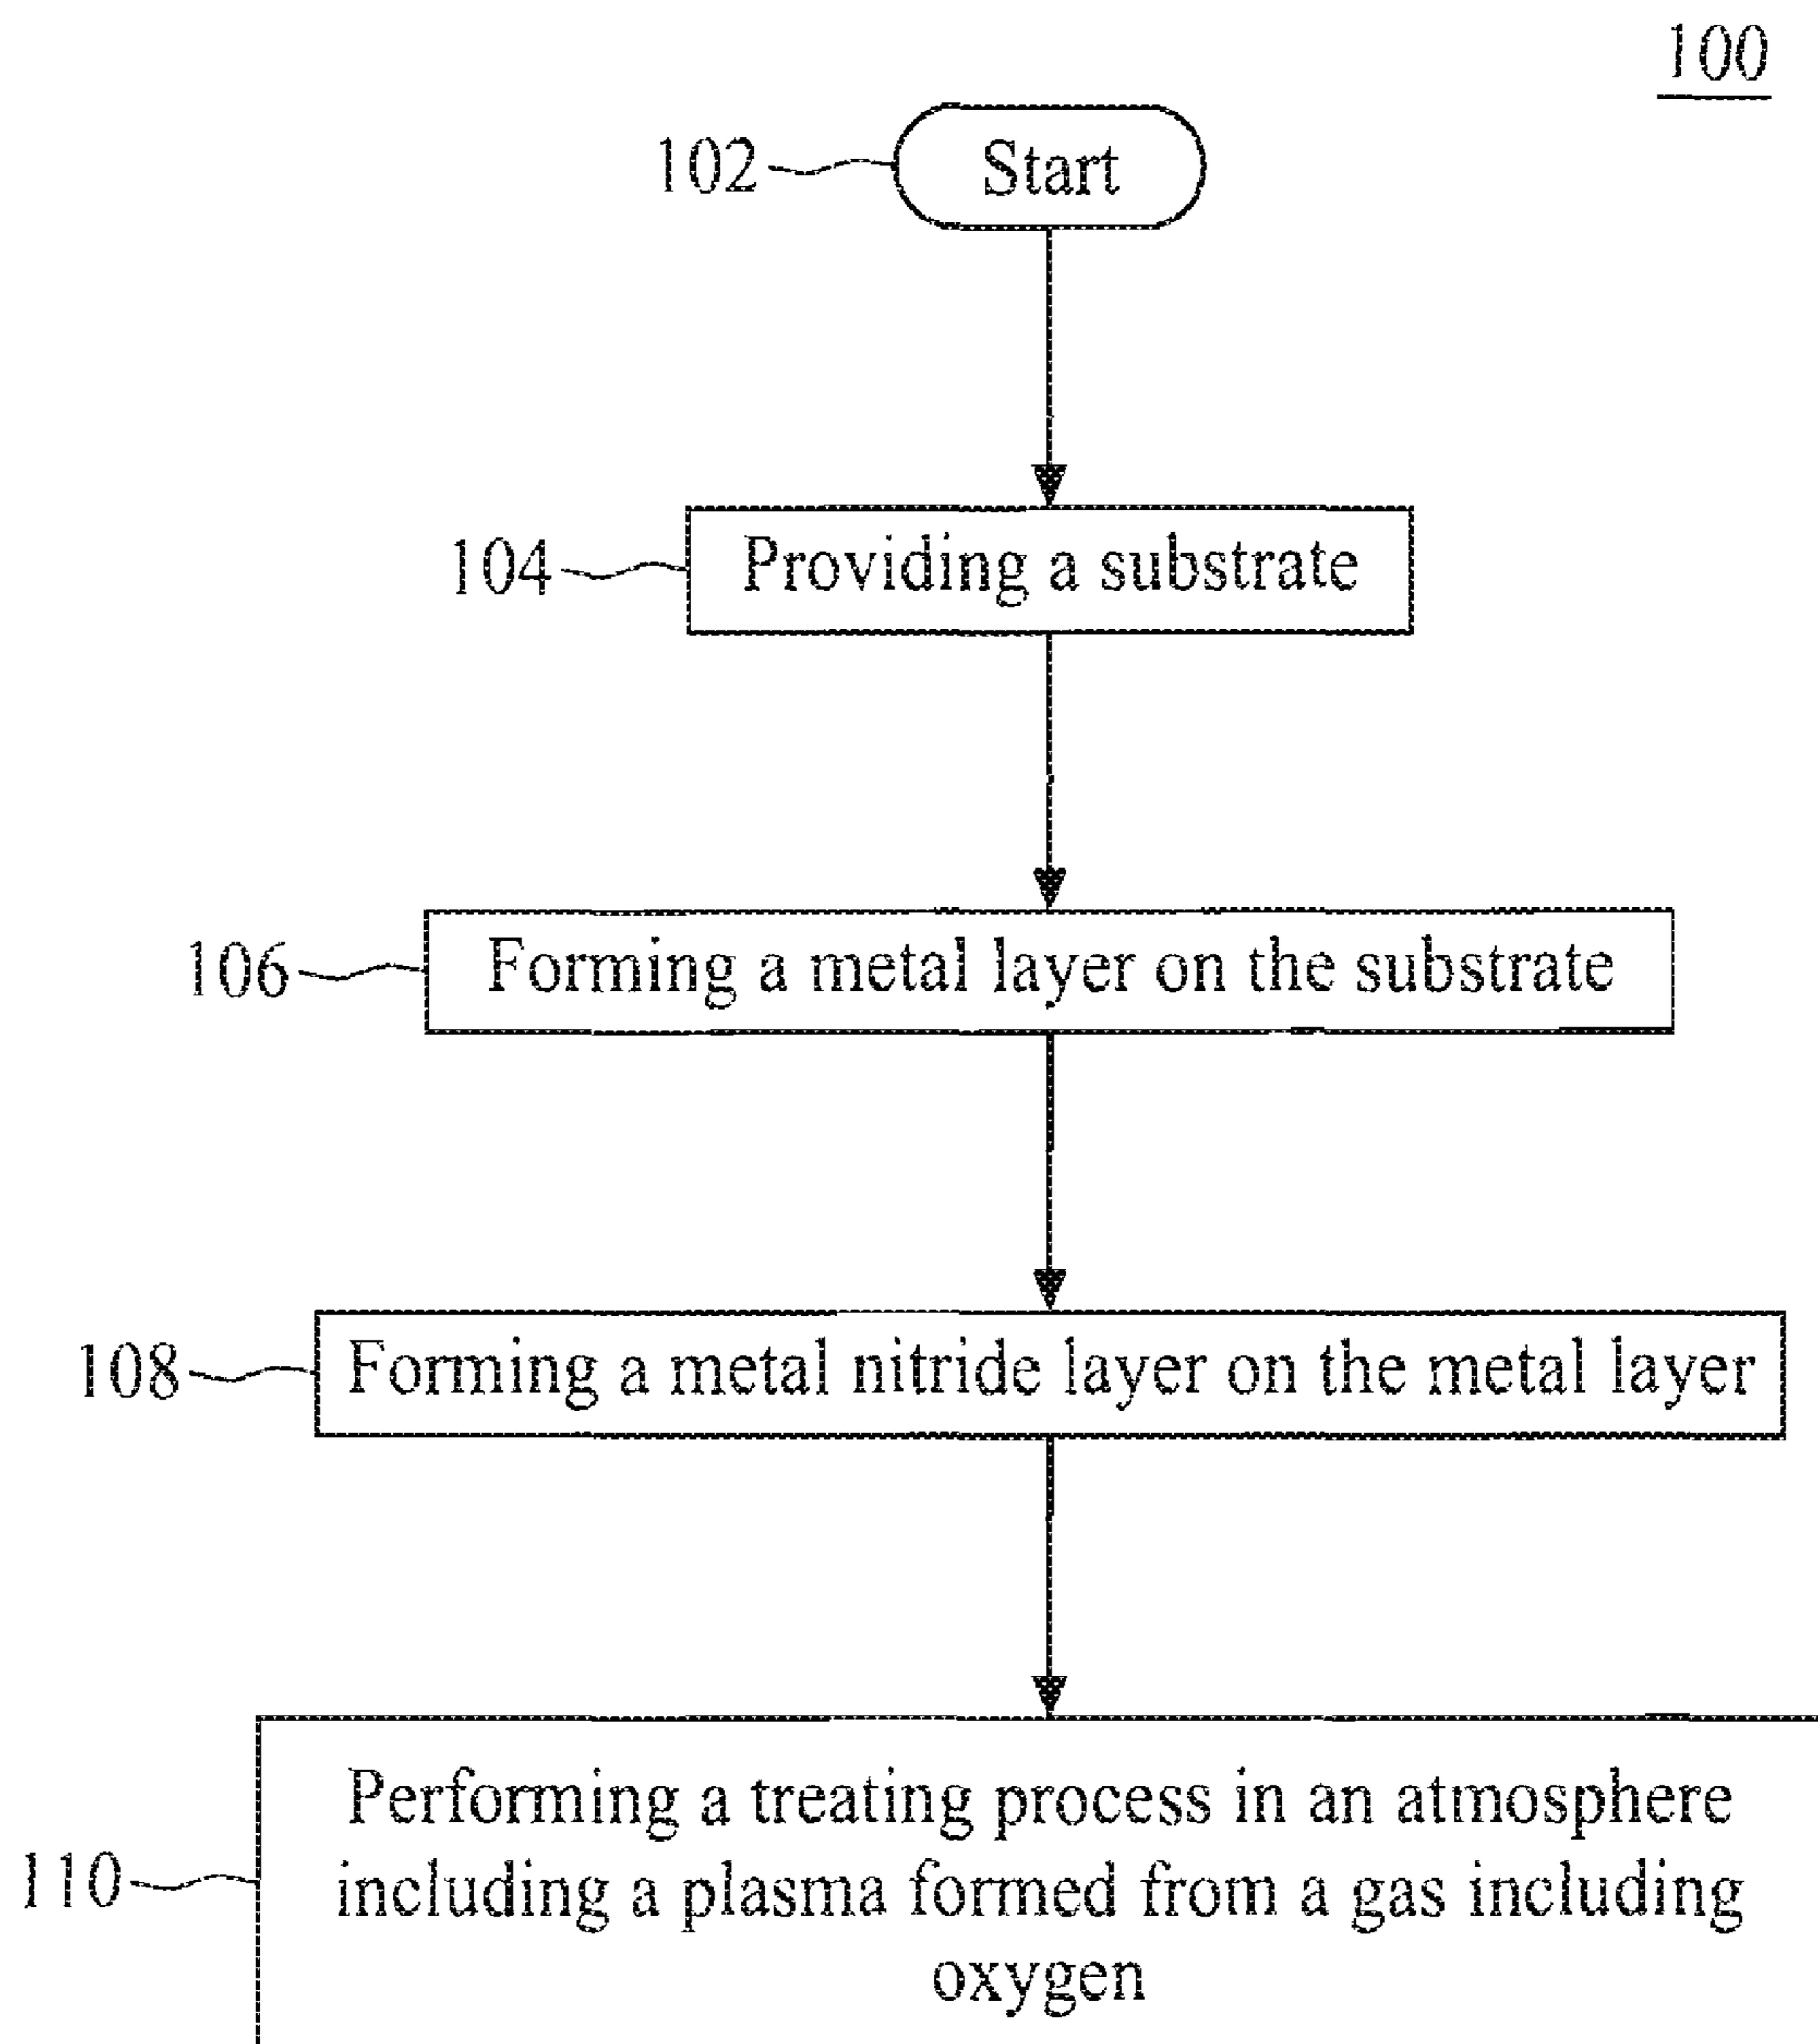 100
102 Start
104 Providing a substrate
106 Forming a metal layer on the substrate
108 Forming a metal nitride layer on the metal layer
Performing a treating process in an atmosphere
110 including a plasma formed from a gas including
oxygen